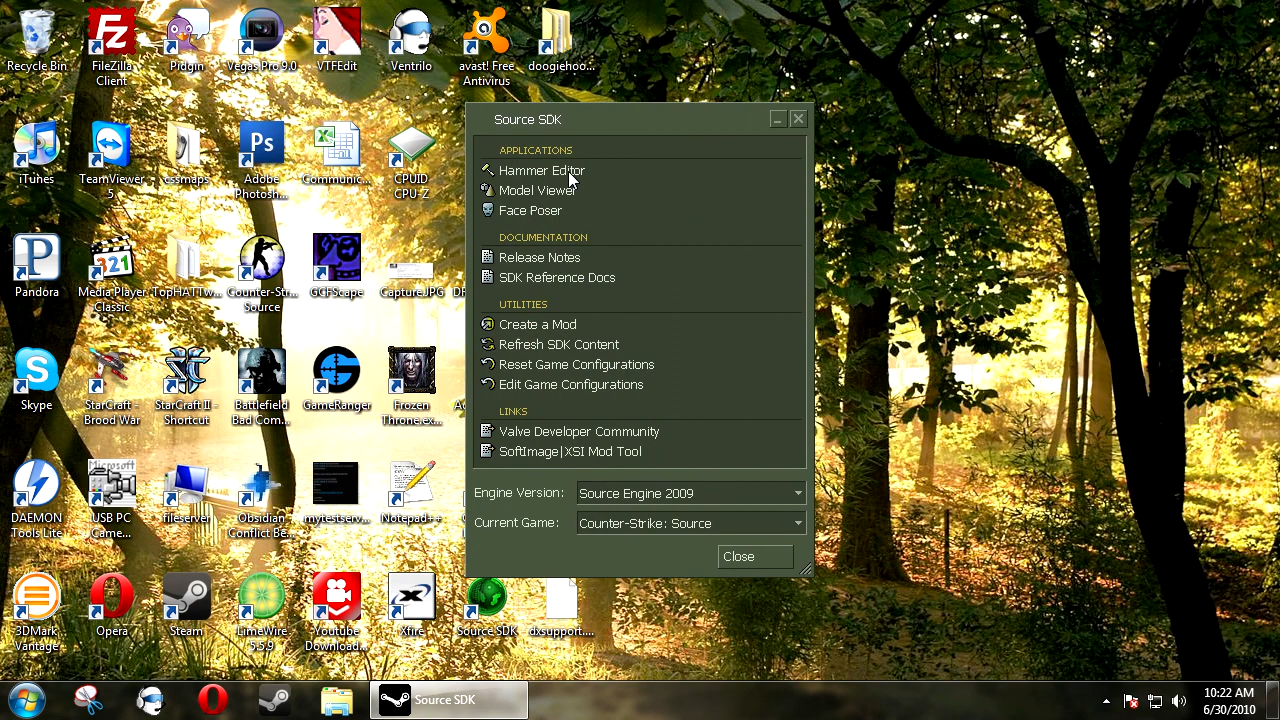 Recycle Bin
FileZilla
Client
Pidgin
Vegas Pro 9.0
VTFEdit
Ventrilo
avast! Free
Antivirus
doogiehoo...
iTunes
TeamViewer
5
cssmaps
Ps
Adobe
Photosh...
Communic...
CPUID
CPU-Z
Pandora
321
Media Player
Classic
TopHATTw...
Counter-Str...
Source
GCFScape
Capture.JPG
Skype
StarCraft -
Brood War
StarCraft II -
Shortcut
Battlefield
Bad Com...
GameRanger
Frozen
Throne.ex...
DAEMON
Tools Lite
Microsoft
USB PC
Came...
fileserver
Obsidian
Conflict Be...
mytestserv...
Notepad++
3DMark
Vantage
Opera
Steam
LimeWire
5.5.9
Youtube
Download...
Xfire
Source SDK
dxsupport....
Source SDK
APPLICATIONS
Hammer Editor
Model Viewer
Face Poser
DOCUMENTATION
Release Notes
SDK Reference Docs
UTILITIES
Create a Mod
Refresh SDK Content
Reset Game Configurations
Edit Game Configurations
LINKS
Valve Developer Community
SoftImage|XSI Mod Tool
Engine Version:
Source Engine 2009
Current Game:
Counter-Strike: Source
Close
Source SDK
10:22 AM
6/30/2010